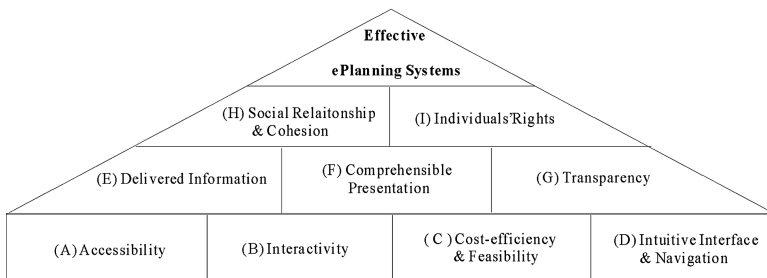 Effective
ePlanning Systems
(H) Social Relaitonship
& Cohesion
(I) Individuals'Rights
(E) Delivered Information
(F) Comprehensible
Presentation
(G) Transparency
(A) Accessibility
(B) Interactivity
( C ) Cost-efficiency
& Feasibility
(D) Intuitive Interface
& Navigation